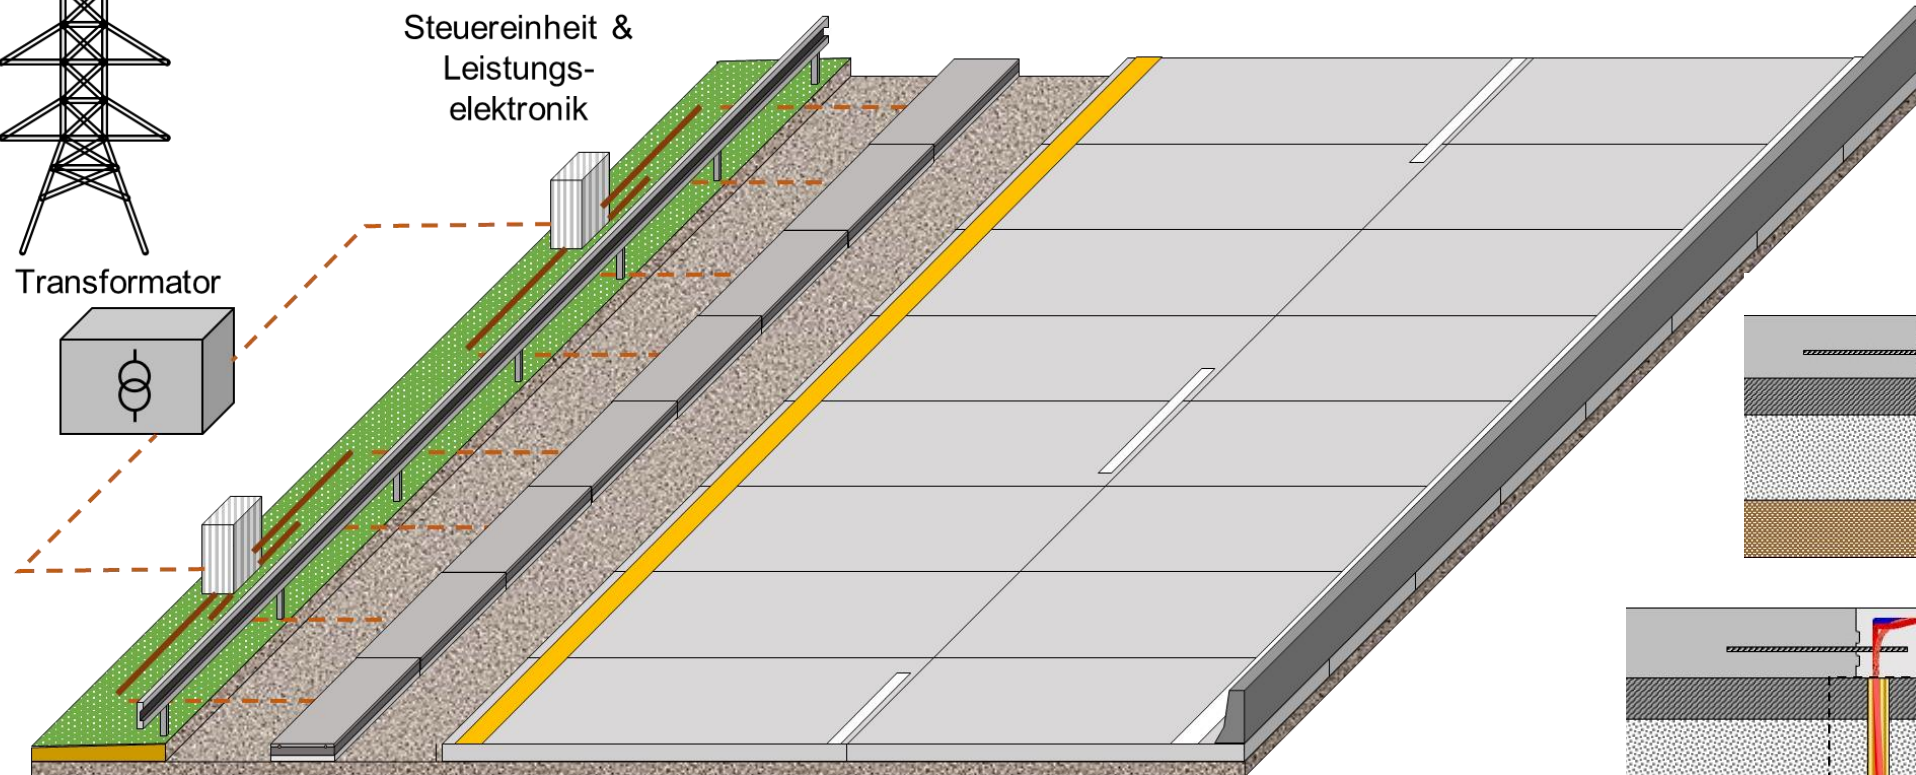 Steuereinheit &
Leistungs-
elektronik
Transformator